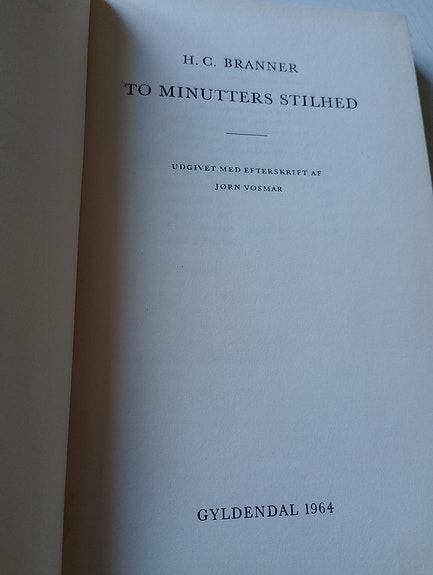 H. C. BRANNER
TO MINUTTERS STILHED
UDGIVET MED EFTERSKRIFT AF
JØRN VOSMAR
GYLDENDAL 1964